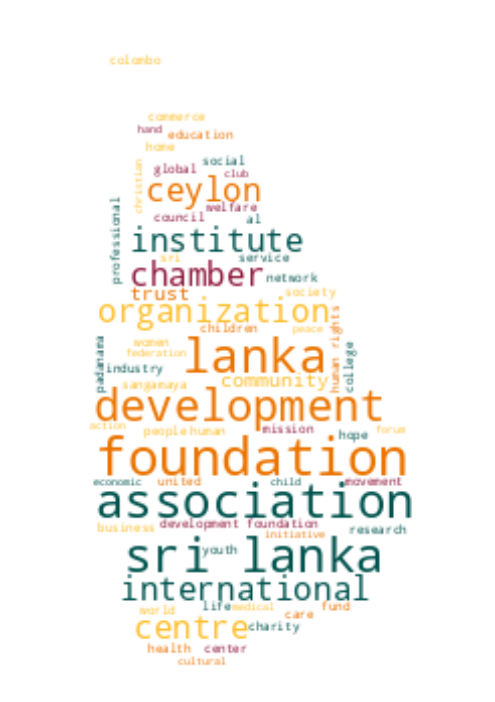 colombo
commerce
hand
education
home
social
christian
global
club
ceylon
professional
welfare
council
al
institute
sri
service
chamber
network
trust
society
organization
children
peace
human rights
padanama
women
lanka
college
federation
industry
community
sangamaya
development
action
people
human
mission
hope
forum
foundation
economic
united
child
movement
association
business
development foundation
research
initiative
sri lanka
youth
international
world
life
medical
fund
care
centre
charity
health
center
cultural